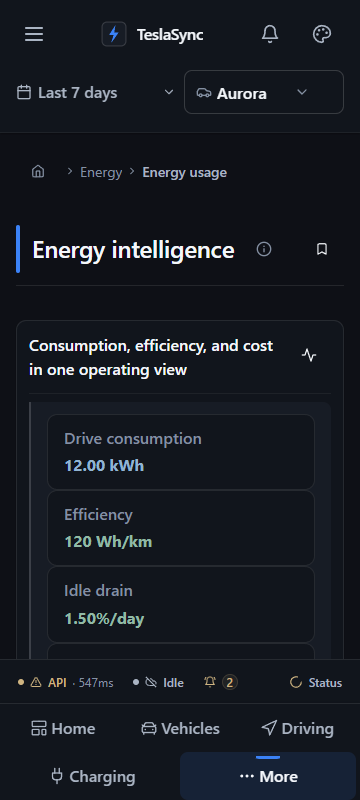 TeslaSync
Last 7 days
Aurora
Energy
Energy usage
Energy intelligence
Consumption, efficiency, and cost
in one operating view
Drive consumption
12.00 kWh
Efficiency
120 Wh/km
Idle drain
1.50%/day
API · 547ms
Idle
2
Status
Home
Vehicles
Driving
Charging
More